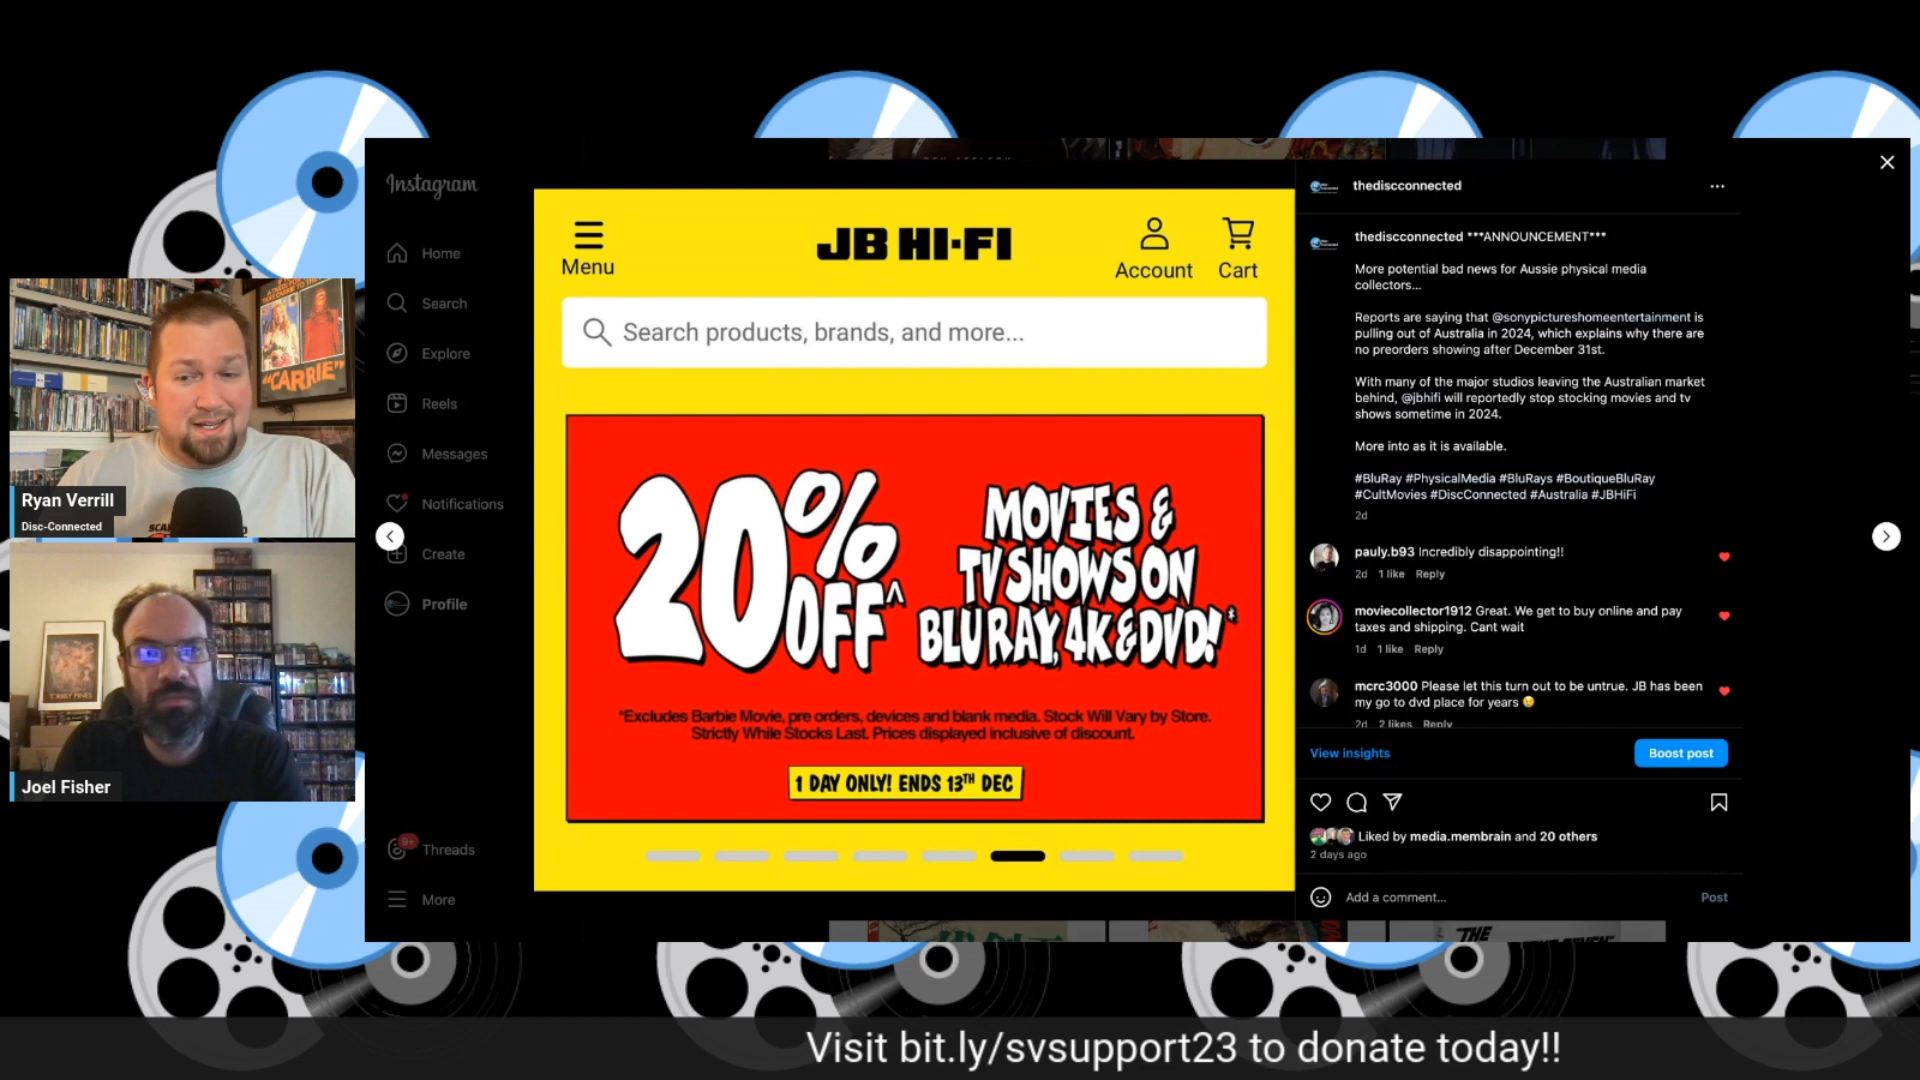 Instagram
Home
Search
Explore
Reels
Messages
Notifications
Create
Profile
9+
Threads
More
"CARRIE"
Ryan Verrill
Disc-Connected
Joel Fisher
Menu
JB HI-FI
Account
Cart
Search products, brands, and more...
20% OFF^
MOVIES &
TV SHOWS ON
BLU RAY, 4K & DVD!*
*Excludes Barbie Movie, pre orders, devices and blank media. Stock Will Vary by Store.
Strictly While Stocks Last. Prices displayed inclusive of discount.
1 DAY ONLY! ENDS 13TH DEC
thediscconnected
thediscconnected ***ANNOUNCEMENT***
More potential bad news for Aussie physical media
collectors...
Reports are saying that @sonypictureshomeentertainment is
pulling out of Australia in 2024, which explains why there are
no preorders showing after December 31st.
With many of the major studios leaving the Australian market
behind, @jbhifi will reportedly stop stocking movies and tv
shows sometime in 2024.
More into as it is available.
#BluRay #PhysicalMedia #BluRays #BoutiqueBluRay
#CultMovies #DiscConnected #Australia #JBHiFi
2d
pauly.b93 Incredibly disappointing!!
2d 1 like Reply
moviecollector1912 Great. We get to buy online and pay
taxes and shipping. Cant wait
1d 1 like Reply
mcrc3000 Please let this turn out to be untrue. JB has been
my go to dvd place for years 😢
2d 2 likes Reply
View insights
Boost post
Liked by media.membrain and 20 others
2 days ago
Add a comment...
Post
THE
Visit bit.ly/svsupport23 to donate today!!